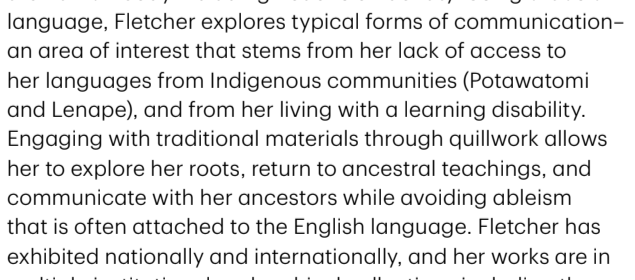 language, Fletcher explores typical forms of communication–
an area of interest that stems from her lack of access to
her languages from Indigenous communities (Potawatomi
and Lenape), and from her living with a learning disability.
Engaging with traditional materials through quillwork allows
her to explore her roots, return to ancestral teachings, and
communicate with her ancestors while avoiding ableism
that is often attached to the English language. Fletcher has
exhibited nationally and internationally, and her works are in